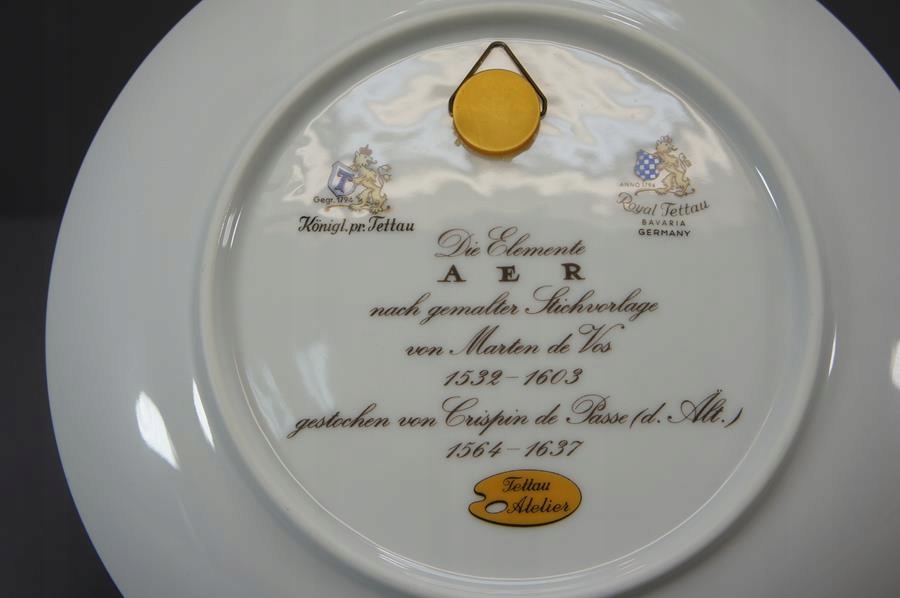 T
Gegr. 1794
Königl. pr. Tettau
ANNO 1794
Royal Tettau
BAVARIA
GERMANY
Die Elemente
AER
nach gemalter Stichvorlage
von Marten de Vos
1532–1603
gestochen von Crispin de Passe (d. Ält.)
1564–1637
Tettau
Atelier